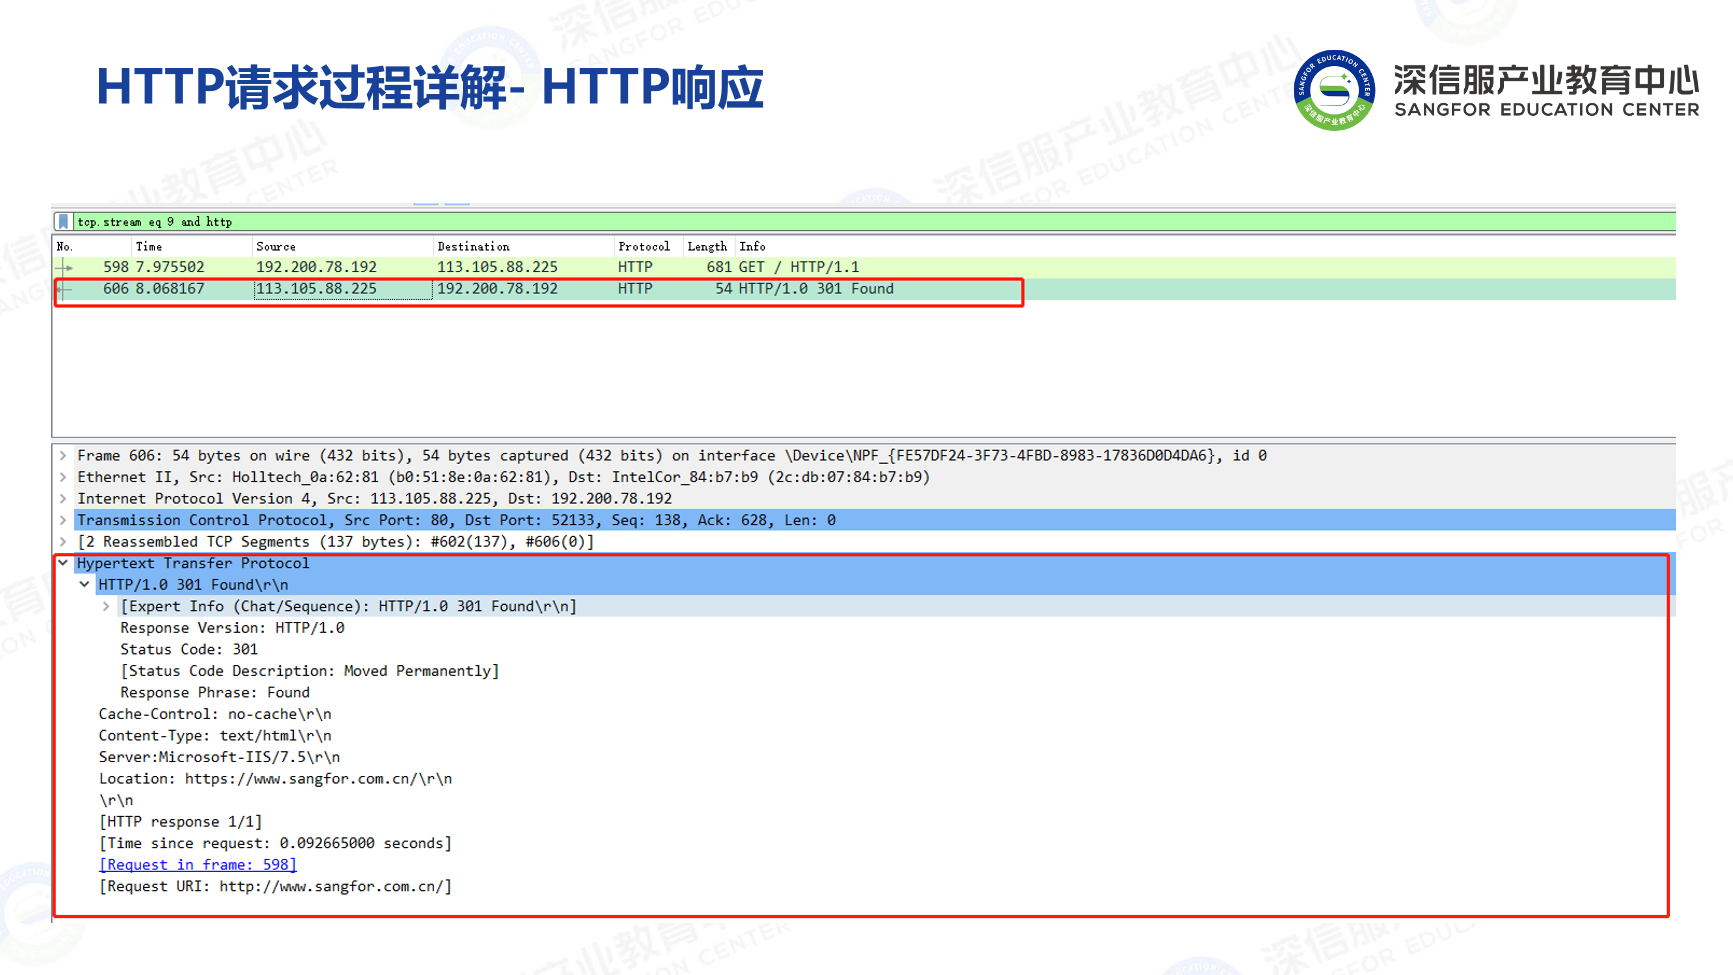 HTTP请求过程详解- HTTP响应
深信服产业教育中心
SANGFOR EDUCATION CENTER
tcp.stream eq 9 and http
No. Time Source Destination Protocol Length Info
598 7.975502 192.200.78.192 113.105.88.225 HTTP 681 GET / HTTP/1.1
606 8.068167 113.105.88.225 192.200.78.192 HTTP 54 HTTP/1.0 301 Found
Frame 606: 54 bytes on wire (432 bits), 54 bytes captured (432 bits) on interface \Device\NPF_{FE57DF24-3F73-4FBD-8983-17836D0D4DA6}, id 0
Ethernet II, Src: Holltech_0a:62:81 (b0:51:8e:0a:62:81), Dst: IntelCor_84:b7:b9 (2c:db:07:84:b7:b9)
Internet Protocol Version 4, Src: 113.105.88.225, Dst: 192.200.78.192
Transmission Control Protocol, Src Port: 80, Dst Port: 52133, Seq: 138, Ack: 628, Len: 0
[2 Reassembled TCP Segments (137 bytes): #602(137), #606(0)]
Hypertext Transfer Protocol
HTTP/1.0 301 Found\r\n
[Expert Info (Chat/Sequence): HTTP/1.0 301 Found\r\n]
Response Version: HTTP/1.0
Status Code: 301
[Status Code Description: Moved Permanently]
Response Phrase: Found
Cache-Control: no-cache\r\n
Content-Type: text/html\r\n
Server:Microsoft-IIS/7.5\r\n
Location: https://www.sangfor.com.cn/\r\n
\r\n
[HTTP response 1/1]
[Time since request: 0.092665000 seconds]
[Request in frame: 598]
[Request URI: http://www.sangfor.com.cn/]